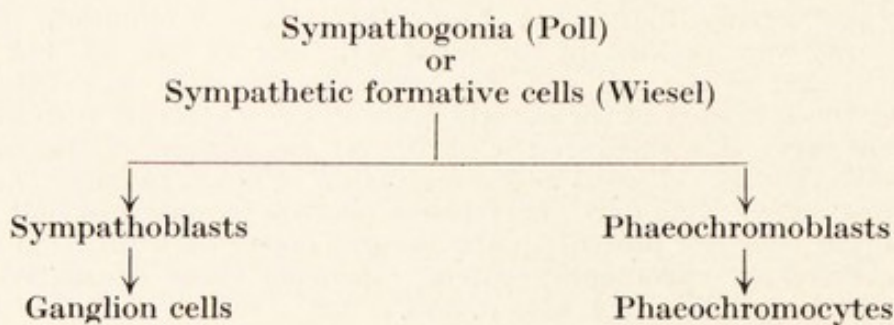 Sympathogonia (Poll)
or
Sympathetic formative cells (Wiesel)
Sympathoblasts Phaeochromoblasts
Ganglion cells Phaeochromocytes